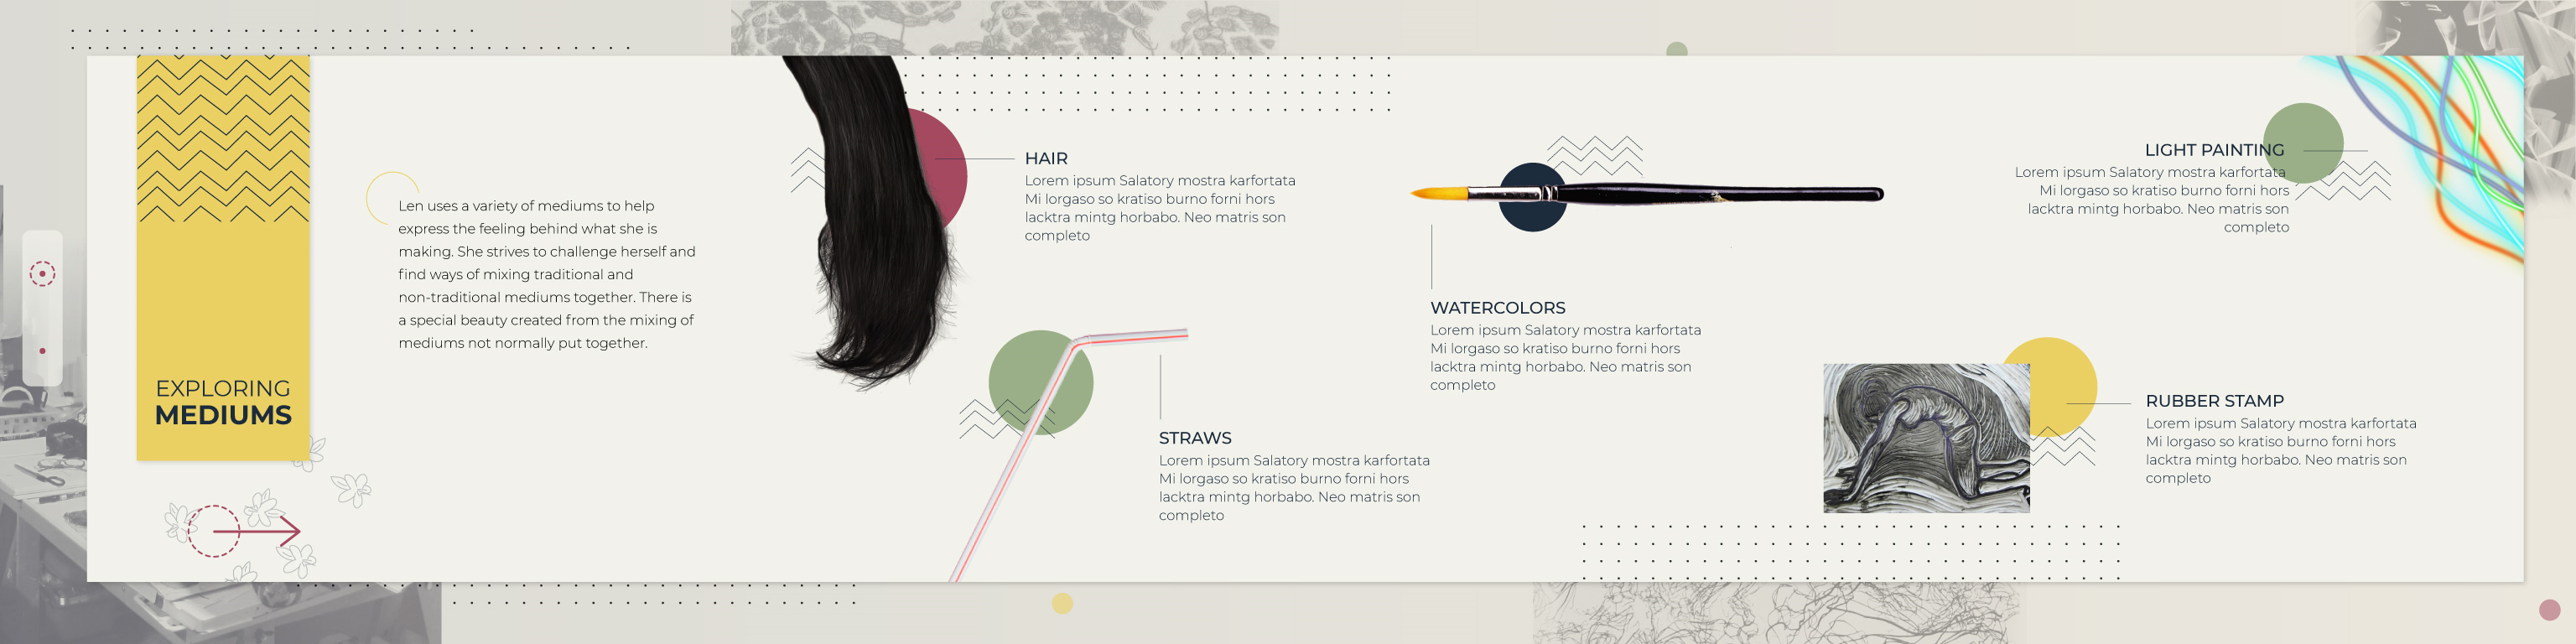 EXPLORING
MEDIUMS
Len uses a variety of mediums to help
express the feeling behind what she is
making. She strives to challenge herself and
find ways of mixing traditional and
non-traditional mediums together. There is
a special beauty created from the mixing of
mediums not normally put together.
HAIR
Lorem ipsum Salatory mostra karfortata
Mi lorgaso so kratiso burno forni hors
lacktra mintg horbabo. Neo matris son
completo
STRAWS
Lorem ipsum Salatory mostra karfortata
Mi lorgaso so kratiso burno forni hors
lacktra mintg horbabo. Neo matris son
completo
WATERCOLORS
Lorem ipsum Salatory mostra karfortata
Mi lorgaso so kratiso burno forni hors
lacktra mintg horbabo. Neo matris son
completo
LIGHT PAINTING
Lorem ipsum Salatory mostra karfortata
Mi lorgaso so kratiso burno forni hors
lacktra mintg horbabo. Neo matris son
completo
RUBBER STAMP
Lorem ipsum Salatory mostra karfortata
Mi lorgaso so kratiso burno forni hors
lacktra mintg horbabo. Neo matris son
completo